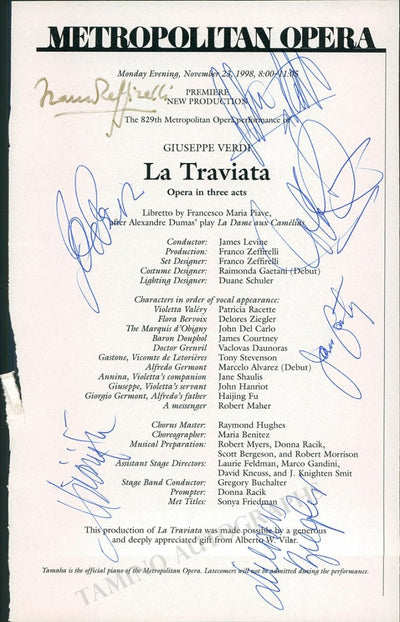 METROPOLITAN OPERA
Monday Evening, November 23, 1998, 8:00–11:05
PREMIERE
NEW PRODUCTION
Franco Zeffirelli
The 829th Metropolitan Opera performance of
GIUSEPPE VERDI
La Traviata
Opera in three acts
Libretto by Francesco Maria Piave,
after Alexandre Dumas' play La Dame aux Camélias
Conductor: James Levine
Production: Franco Zeffirelli
Set Designer: Franco Zeffirelli
Costume Designer: Raimonda Gaetani (Debut)
Lighting Designer: Duane Schuler
Characters in order of vocal appearance:
Violetta Valéry Patricia Racette
Flora Bervoix Delores Ziegler
The Marquis d'Obigny John Del Carlo
Baron Douphol James Courtney
Doctor Grenvil Vaclovas Daunoras
Gastone, Vicomte de Letorières Tony Stevenson
Alfredo Germont Marcelo Alvarez (Debut)
Annina, Violetta's companion Jane Shaulis
Giuseppe, Violetta's servant John Hanriot
Giorgio Germont, Alfredo's father Haijing Fu
A messenger Robert Maher
Chorus Master: Raymond Hughes
Choreographer: Maria Benitez
Musical Preparation: Robert Myers, Donna Racik,
Scott Bergeson, and Robert Morrison
Assistant Stage Directors: Laurie Feldman, Marco Gandini,
David Kneuss, and J. Knighten Smit
Stage Band Conductor: Gregory Buchalter
Prompter: Donna Racik
Met Titles: Sonya Friedman
This production of La Traviata was made possible by a generous
and deeply appreciated gift from Alberto W. Vilar.
Yamaha is the official piano of the Metropolitan Opera. Latecomers will not be admitted during the performance.
TAMINO AUTOGRAPHS
Ziegler